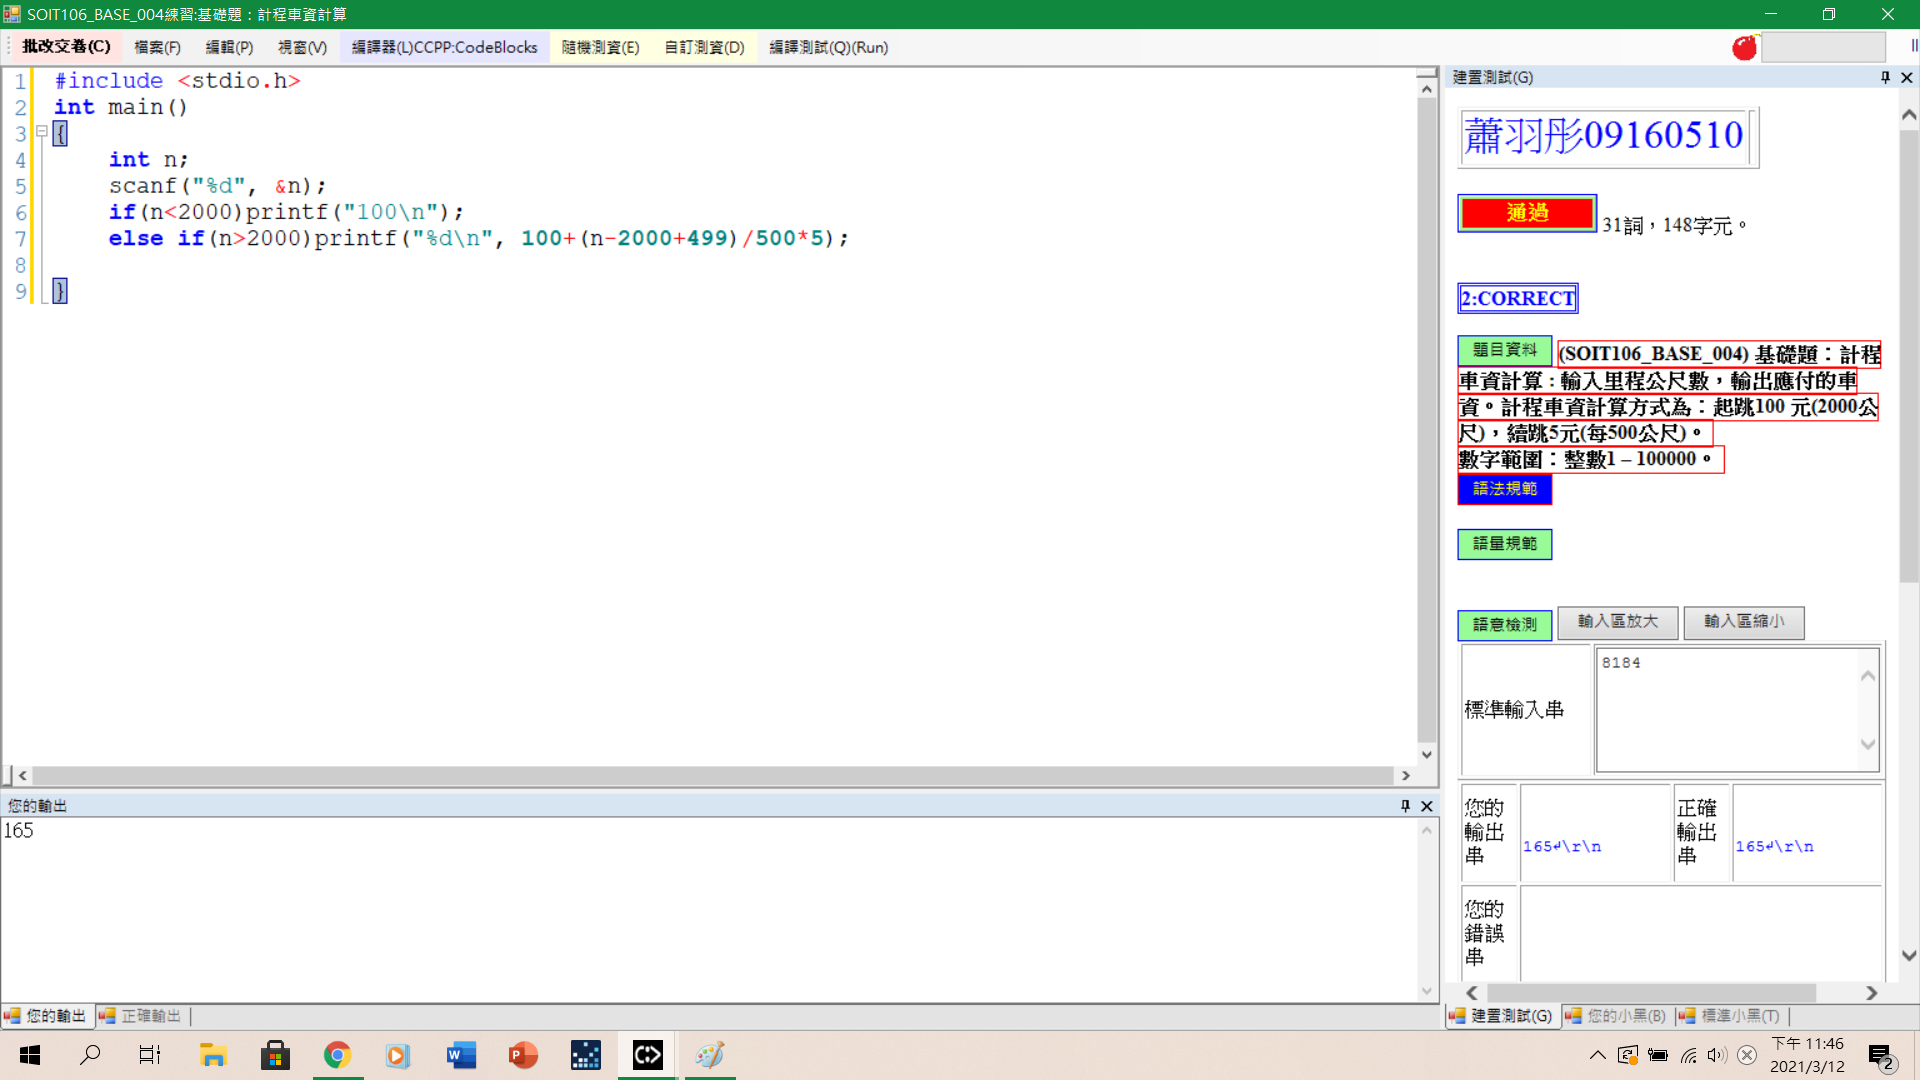 SOIT106_BASE_004練習:基礎題：計程車資計算
批改交卷(C) 檔案(F) 編輯(P) 視窗(V) 編譯器(L)CCPP:CodeBlocks 隨機測資(E) 自訂測資(D) 編譯測試(Q)(Run)
1 #include <stdio.h>
2 int main()
3 {
4 int n;
5 scanf("%d", &n);
6 if(n<2000)printf("100\n");
7 else if(n>2000)printf("%d\n", 100+(n-2000+499)/500*5);
8
9 }
您的輸出
165
您的輸出 正確輸出
建置測試(G)
蕭羽彤09160510
通過 31詞，148字元。
2:CORRECT
題目資料 (SOIT106_BASE_004) 基礎題：計程
車資計算 : 輸入里程公尺數，輸出應付的車
資。計程車資計算方式為：起跳100 元(2000公
尺)，續跳5元(每500公尺)。
數字範圍：整數1 – 100000。
語法規範
語量規範
語意檢測 輸入區放大 輸入區縮小
標準輸入串 8184
您的
輸出
串
165↲\r\n
正確
輸出
串
165↲\r\n
您的
錯誤
串
建置測試(G) 您的小黑(B) 標準小黑(T)
下午 11:46
2021/3/12
2